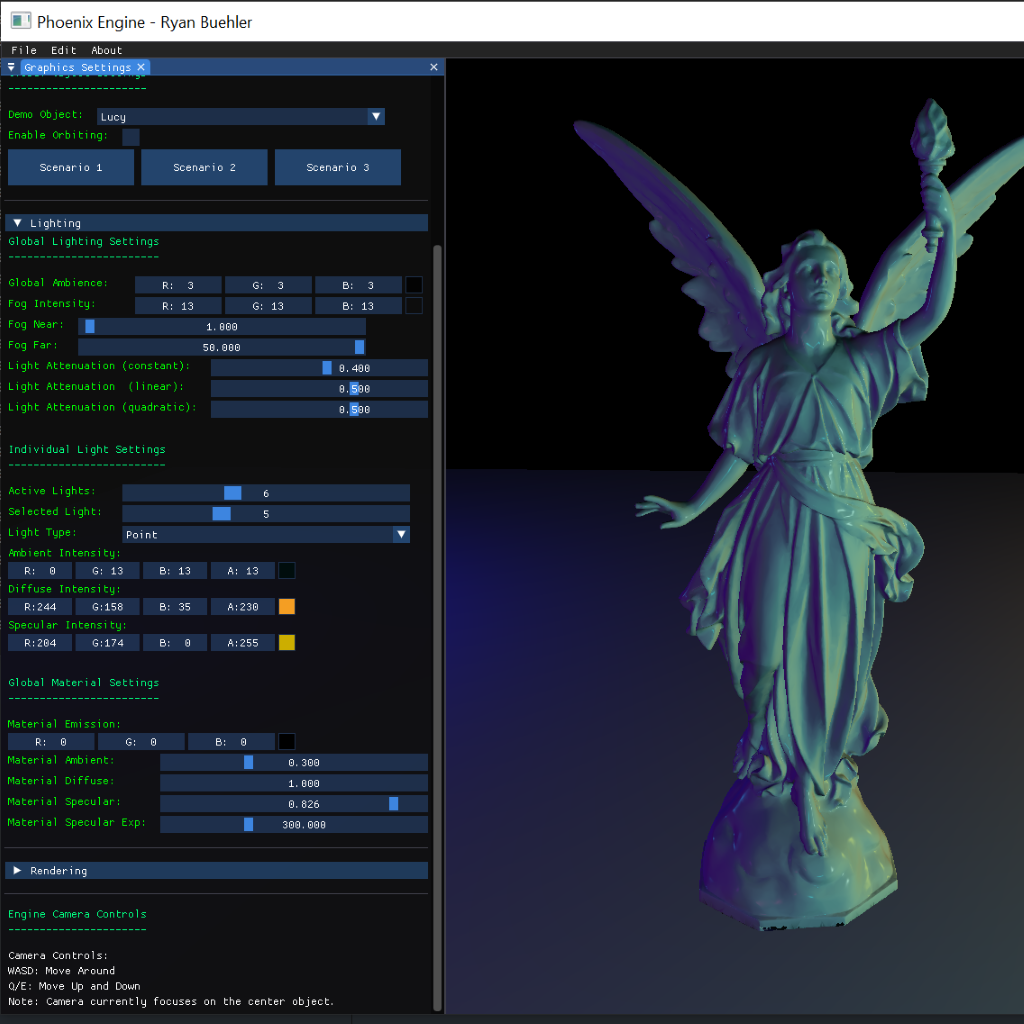 Phoenix Engine - Ryan Buehler
File Edit About
Graphics Settings
----------------------
Demo Object: Lucy
Enable Orbiting:
Scenario 1 Scenario 2 Scenario 3
Lighting
Global Lighting Settings
------------------------
Global Ambience: R: 3 G: 3 B: 3
Fog Intensity: R: 13 G: 13 B: 13
Fog Near: 1.000
Fog Far: 50.000
Light Attenuation (constant): 0.400
Light Attenuation (linear): 0.500
Light Attenuation (quadratic): 0.500
Individual Light Settings
-------------------------
Active Lights: 6
Selected Light: 5
Light Type: Point
Ambient Intensity:
R: 0 G: 13 B: 13 A: 13
Diffuse Intensity:
R:244 G:158 B: 35 A:230
Specular Intensity:
R:204 G:174 B: 0 A:255
Global Material Settings
------------------------
Material Emission:
R: 0 G: 0 B: 0
Material Ambient: 0.300
Material Diffuse: 1.000
Material Specular: 0.826
Material Specular Exp: 300.000
Rendering
Engine Camera Controls
----------------------
Camera Controls:
WASD: Move Around
Q/E: Move Up and Down
Note: Camera currently focuses on the center object.